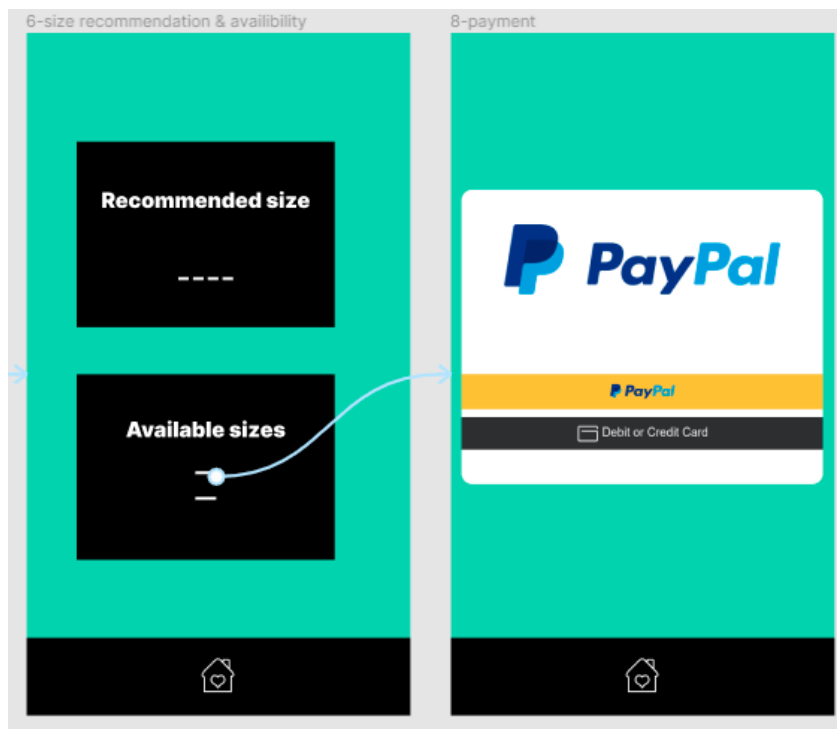 6-size recommendation & availibility
8-payment
Recommended size
----
Available sizes
—
—
PayPal
PayPal
Debit or Credit Card